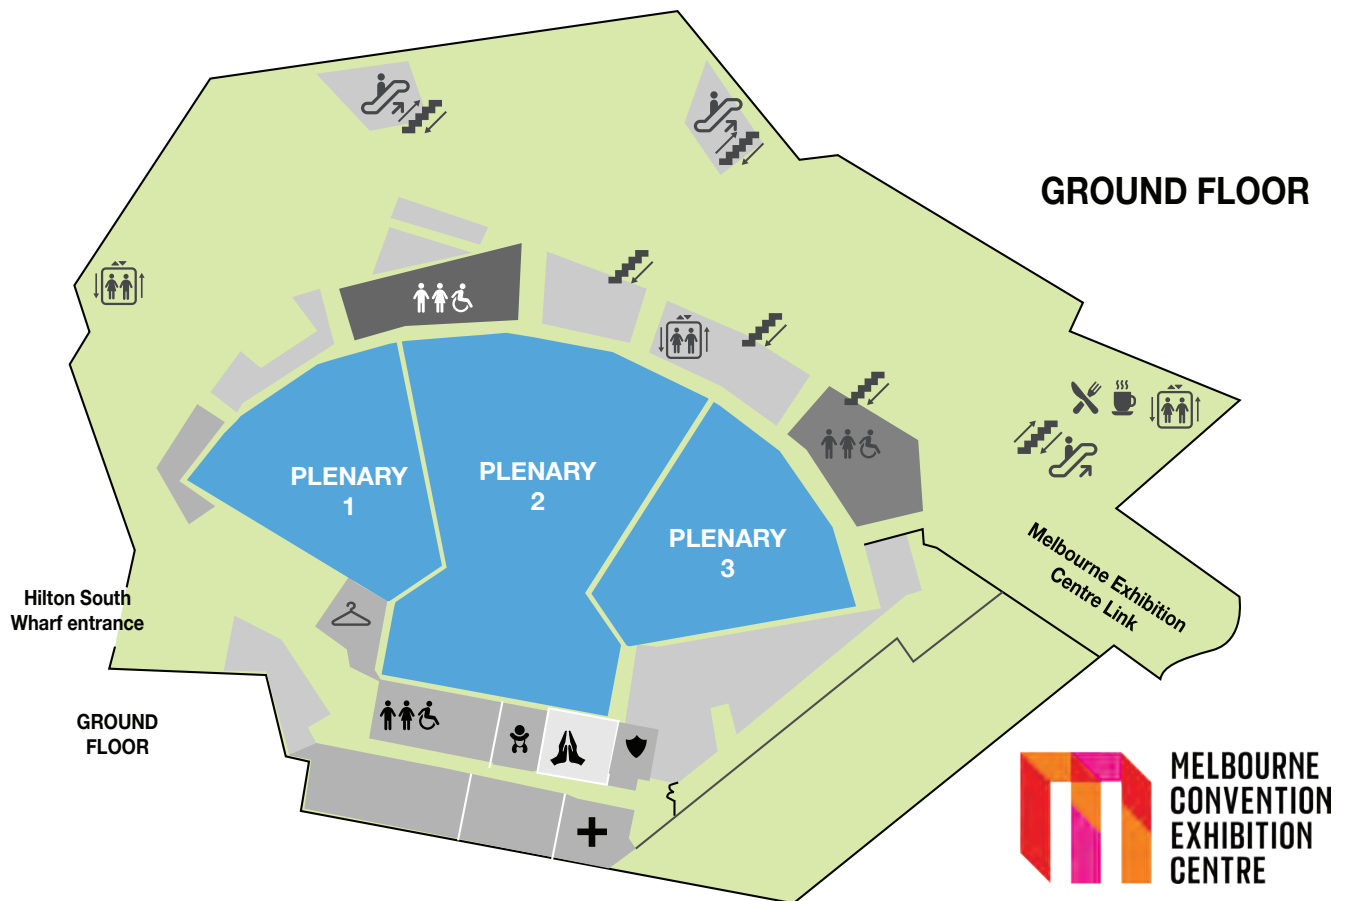 GROUND FLOOR
PLENARY
1
PLENARY
2
PLENARY
3
Melbourne Exhibition
Centre Link
Hilton South
Wharf entrance
GROUND
FLOOR
MELBOURNE
CONVENTION
EXHIBITION
CENTRE